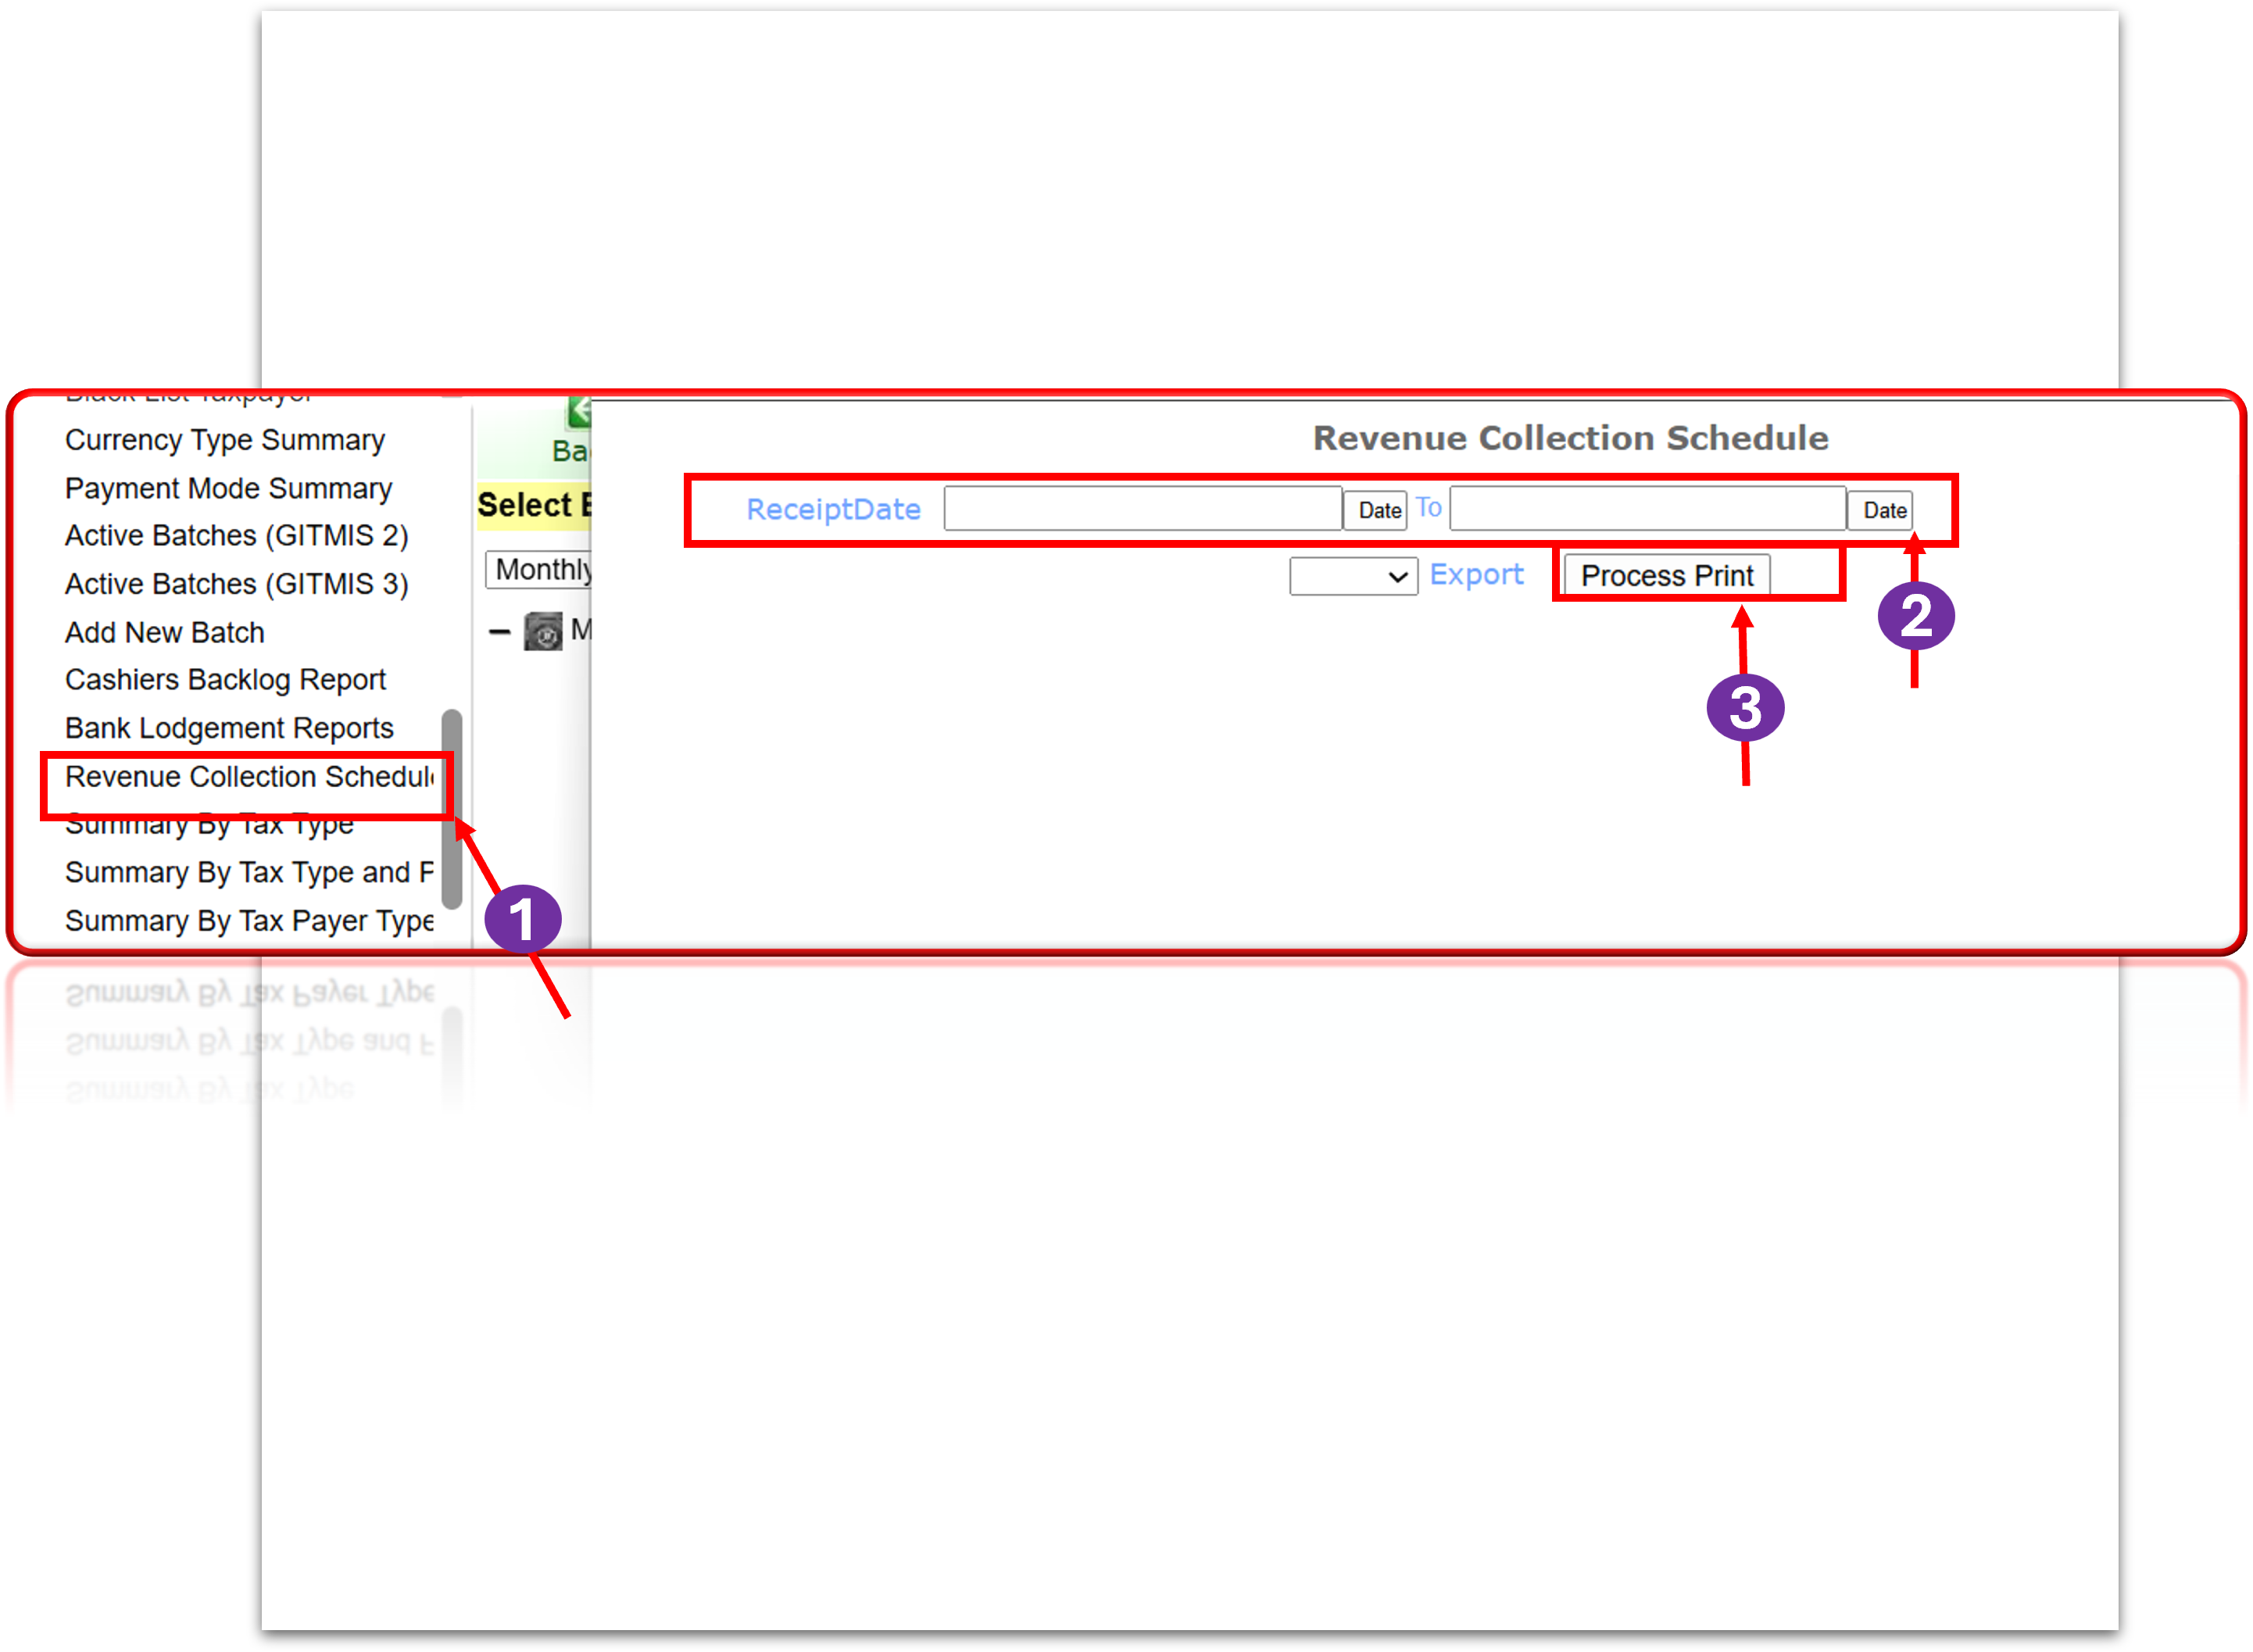 Black List Taxpayer
Currency Type Summary
Payment Mode Summary
Active Batches (GITMIS 2)
Active Batches (GITMIS 3)
Add New Batch
Cashiers Backlog Report
Bank Lodgement Reports
Revenue Collection Schedul
Summary By Tax Type
Summary By Tax Type and F
Summary By Tax Payer Type
1
Ba
Select
Monthly
M
Revenue Collection Schedule
ReceiptDate Date To Date
Export Process Print
2
3